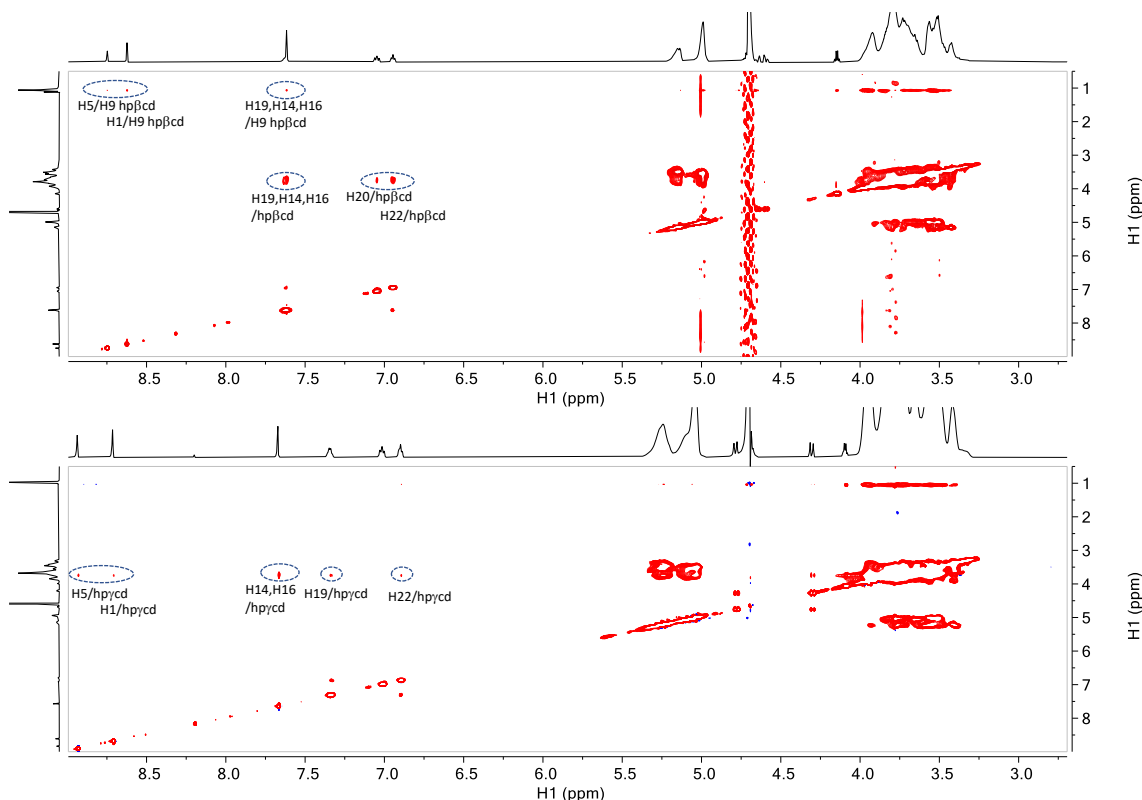 H5/H9 hpβcd
H1/H9 hpβcd
H19,H14,H16
/H9 hpβcd
H19,H14,H16
/hpβcd
H20/hpβcd
H22/hpβcd
1
2
3
4
5
6
7
8
H1 (ppm)
8.5 8.0 7.5 7.0 6.5 6.0 5.5 5.0 4.5 4.0 3.5 3.0
H1 (ppm)
H5/hpγcd
H1/hpγcd
H14,H16
/hpγcd
H19/hpγcd
H22/hpγcd
1
2
3
4
5
6
7
8
H1 (ppm)
8.5 8.0 7.5 7.0 6.5 6.0 5.5 5.0 4.5 4.0 3.5 3.0
H1 (ppm)